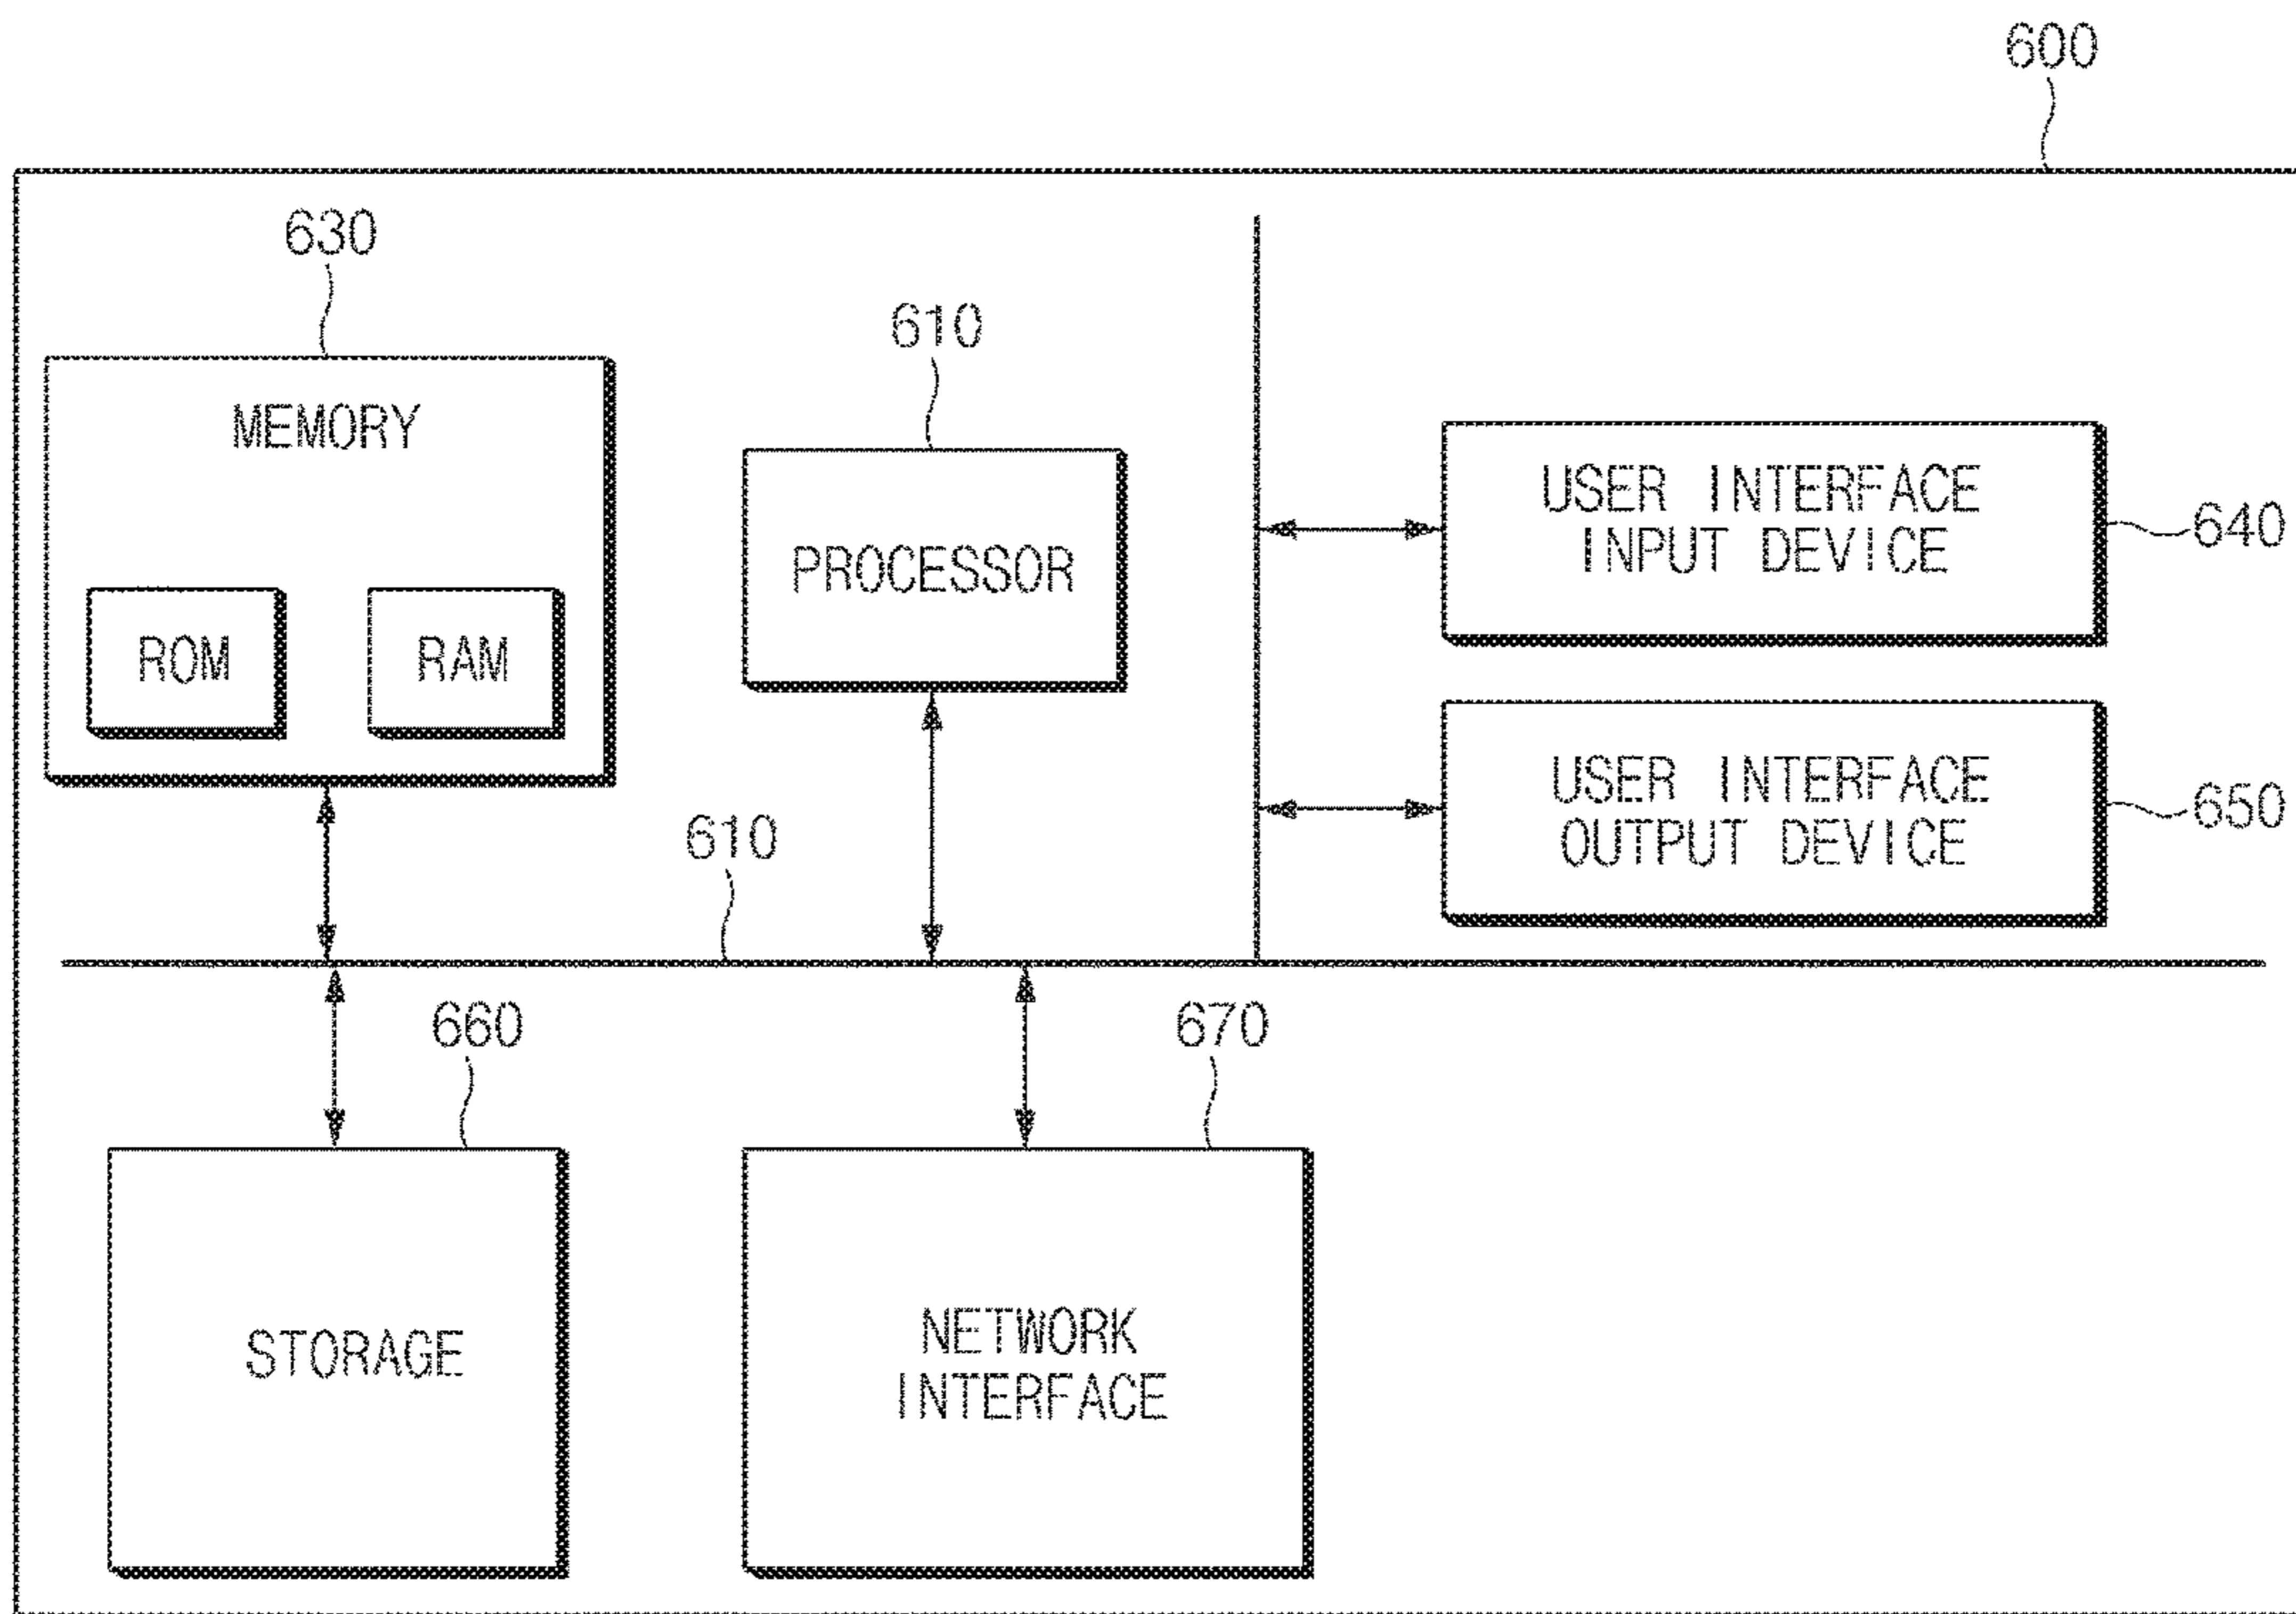 600
630
610
MEMORY
USER INTERFACE
INPUT DEVICE
640
PROCESSOR
ROM
RAM
USER INTERFACE
OUTPUT DEVICE
650
610
660
670
STORAGE
NETWORK
INTERFACE